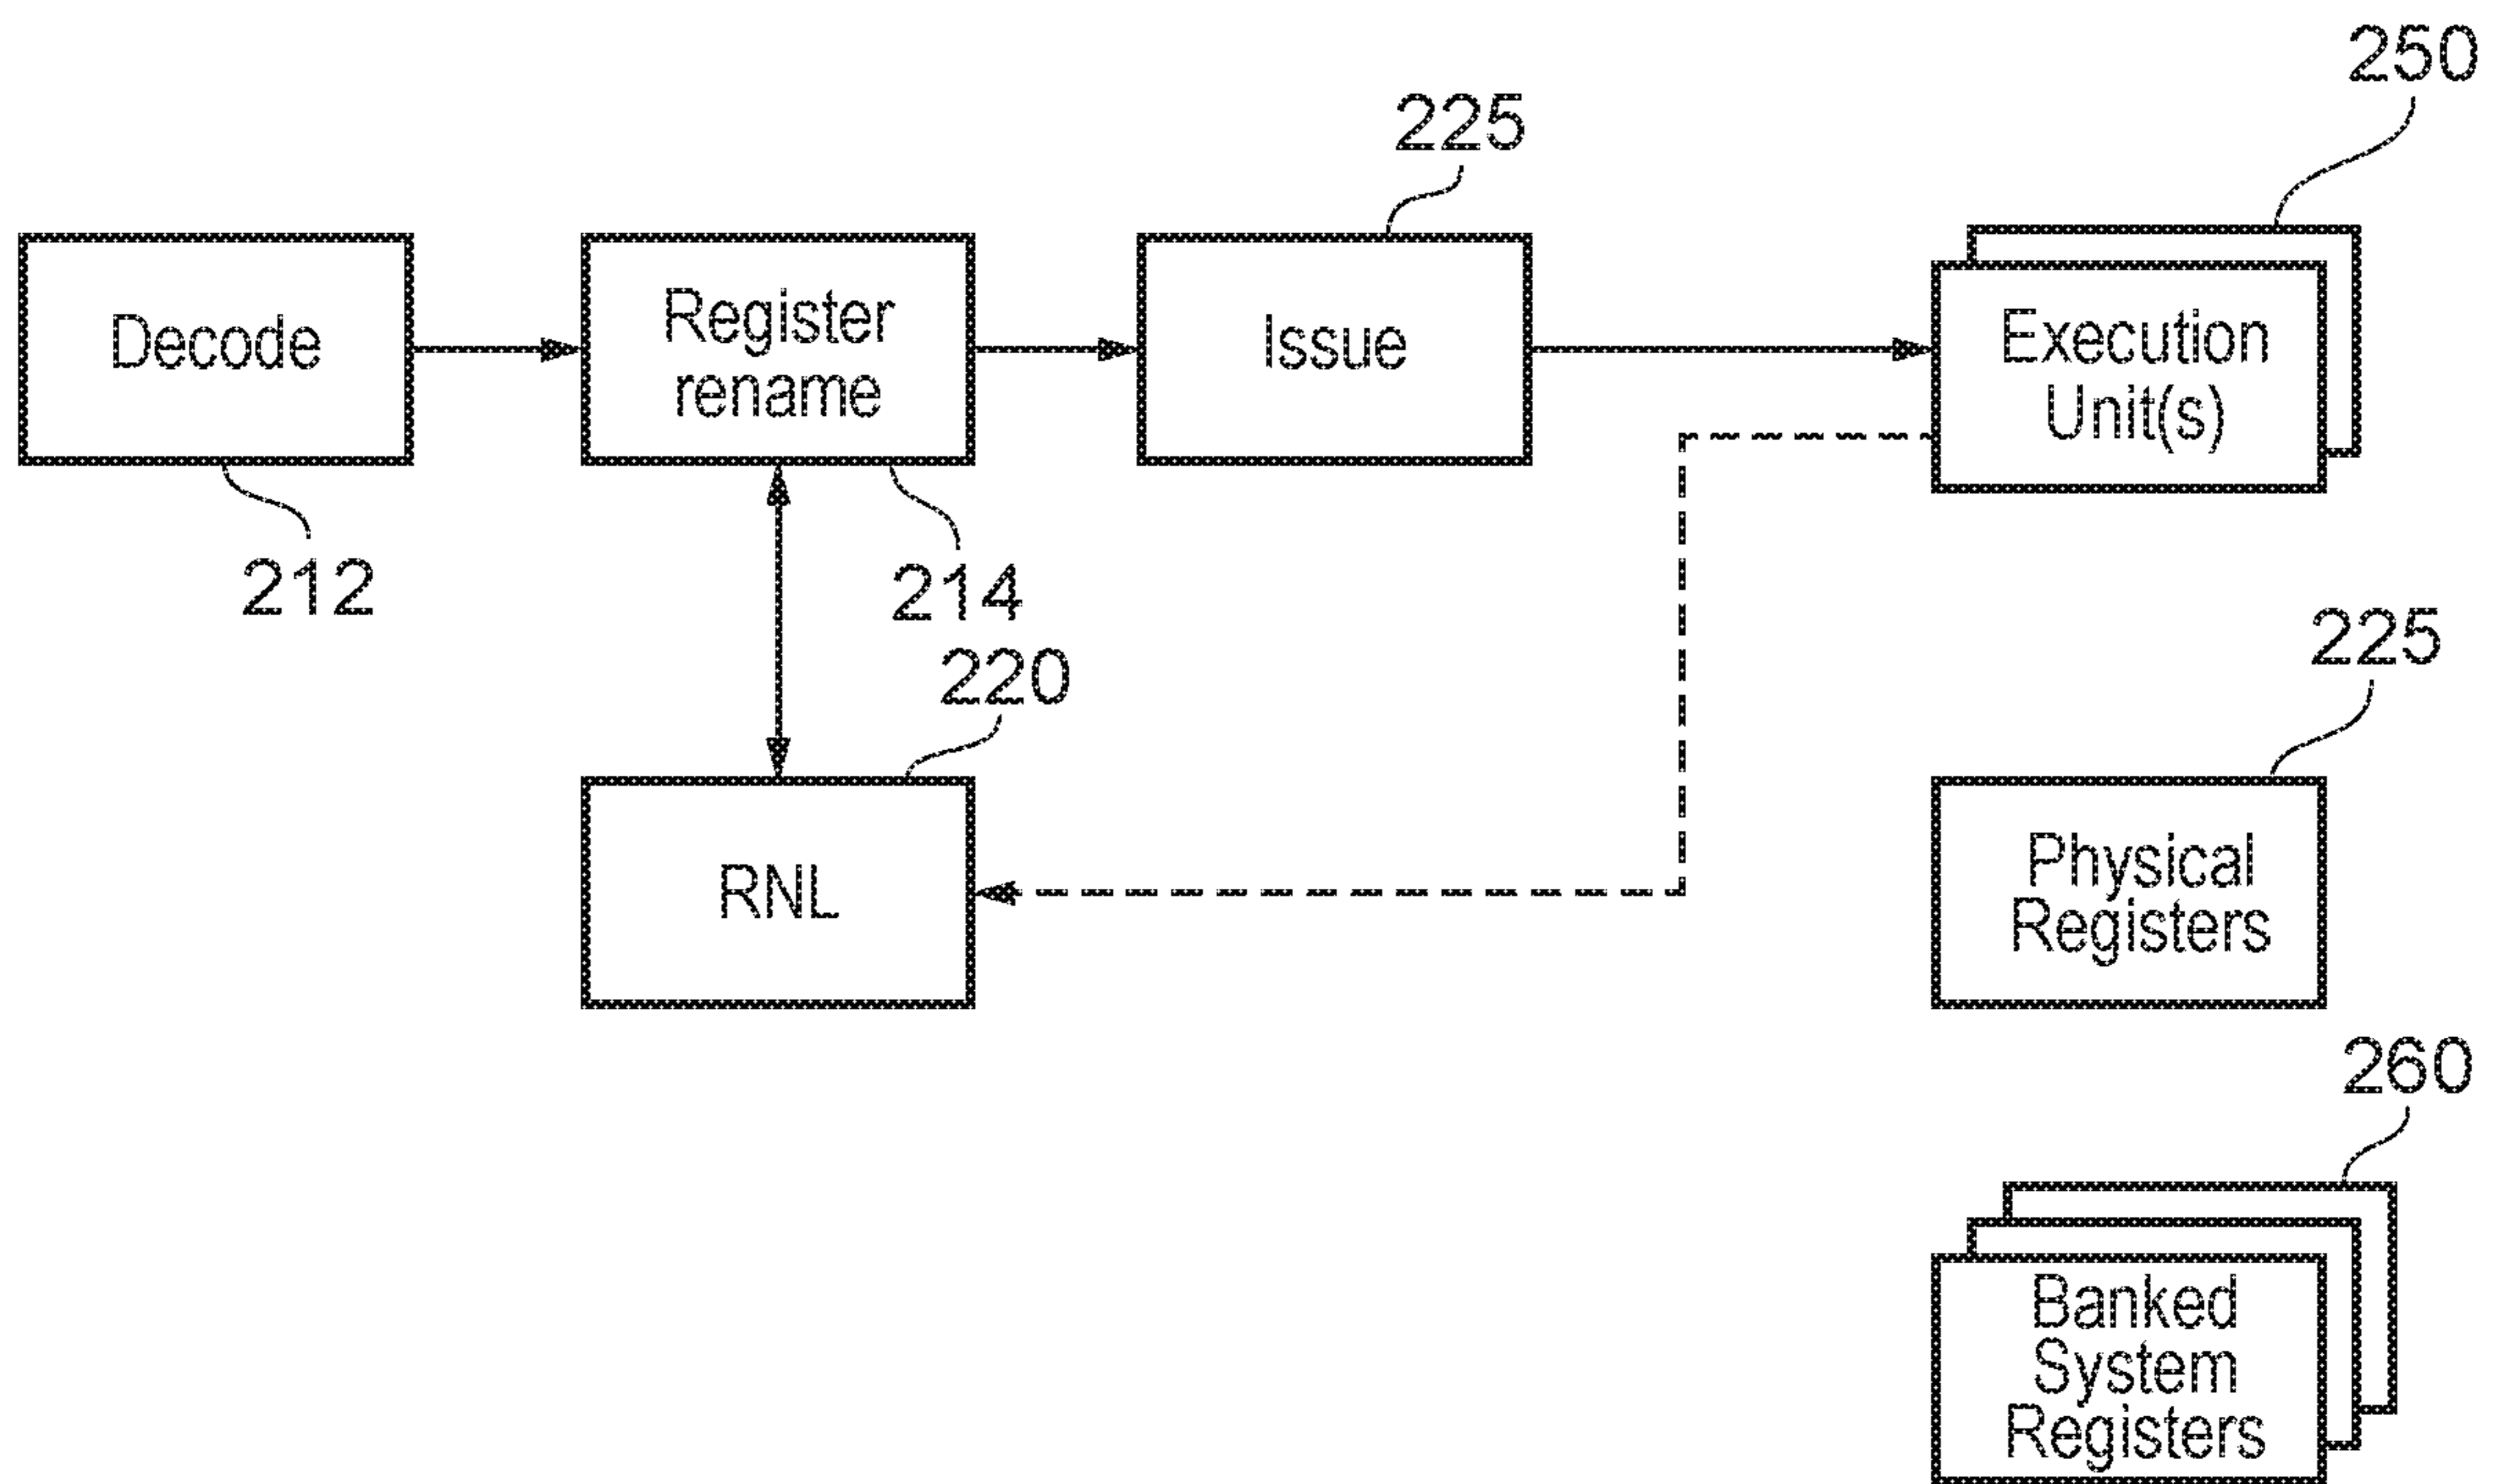 250
225
Decode
Register
rename
Issue
Execution
Unit(s)
212
214
220
225
RNL
Physical
Registers
260
Banked
System
Registers